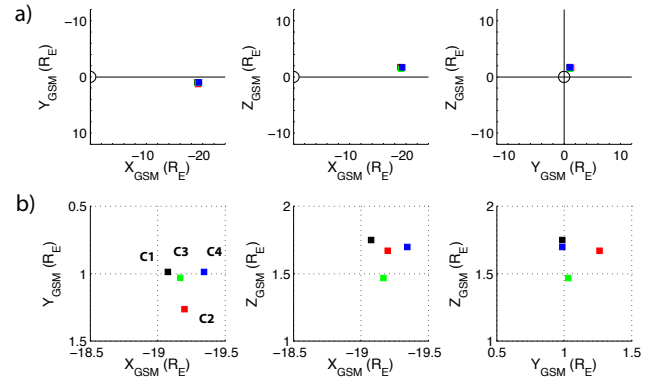 a)
Y_GSM (R_E)
-10
0
10
-10
-20
X_GSM (R_E)
Z_GSM (R_E)
10
0
-10
-10
-20
X_GSM (R_E)
Z_GSM (R_E)
10
0
-10
-10
0
10
Y_GSM (R_E)
b)
Y_GSM (R_E)
0.5
1
1.5
C1
C3
C4
C2
-18.5
-19
-19.5
X_GSM (R_E)
Z_GSM (R_E)
2
1.5
1
-18.5
-19
-19.5
X_GSM (R_E)
Z_GSM (R_E)
2
1.5
1
0.5
1
1.5
Y_GSM (R_E)